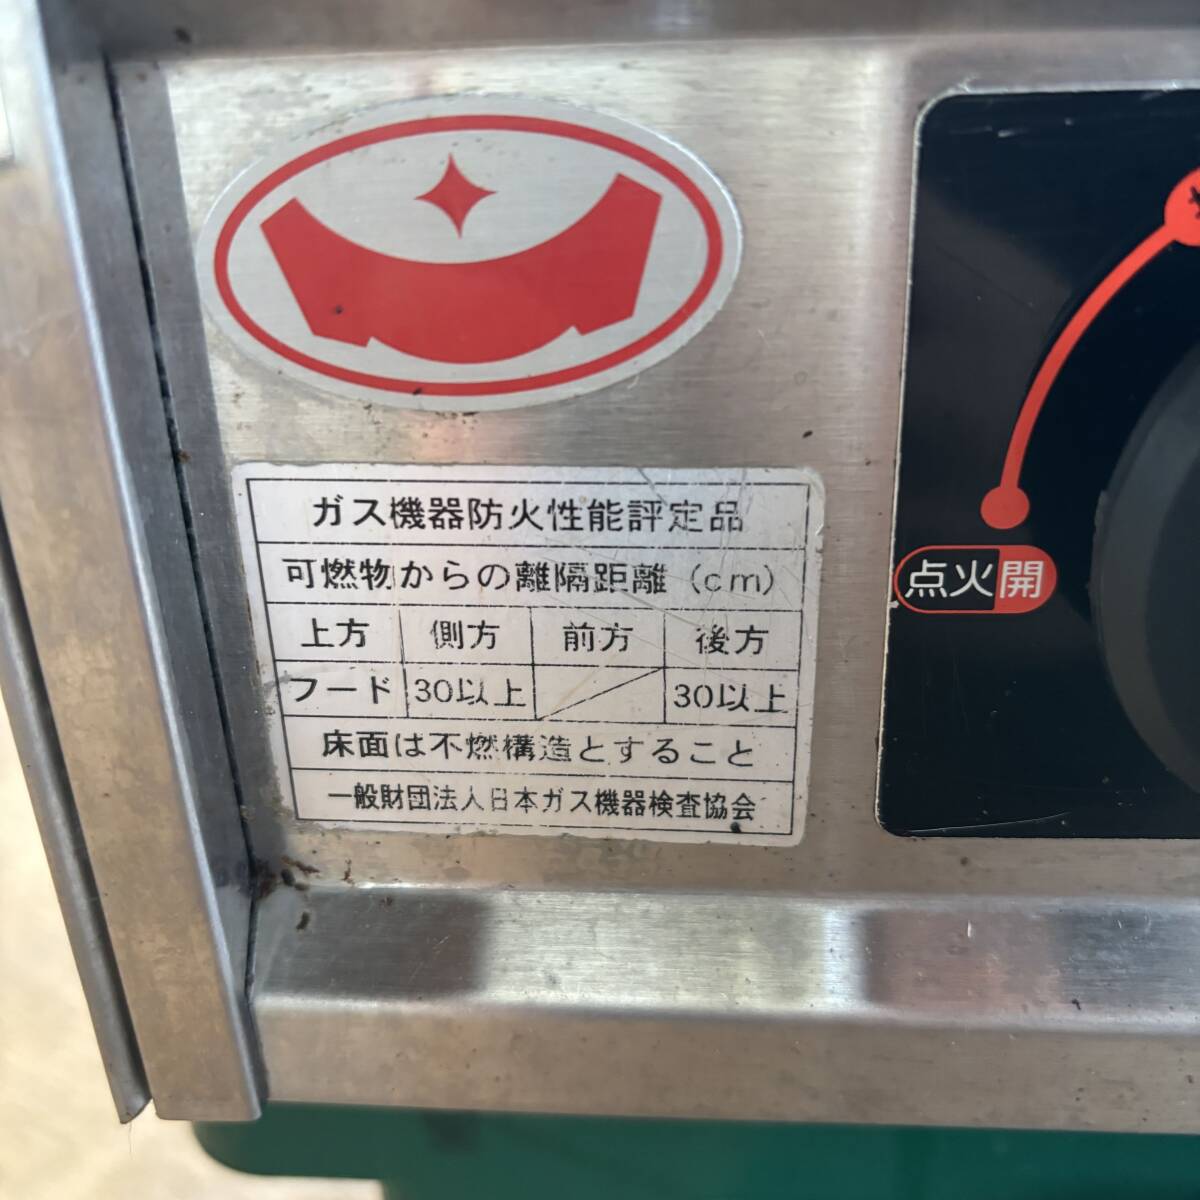 ガス機器防火性能評定品
可燃物からの離隔距離(cm)
上方 側方 前方 後方
フード 30以上 30以上
床面は不燃構造とすること
一般財団法人日本ガス機器検査協会
点火開